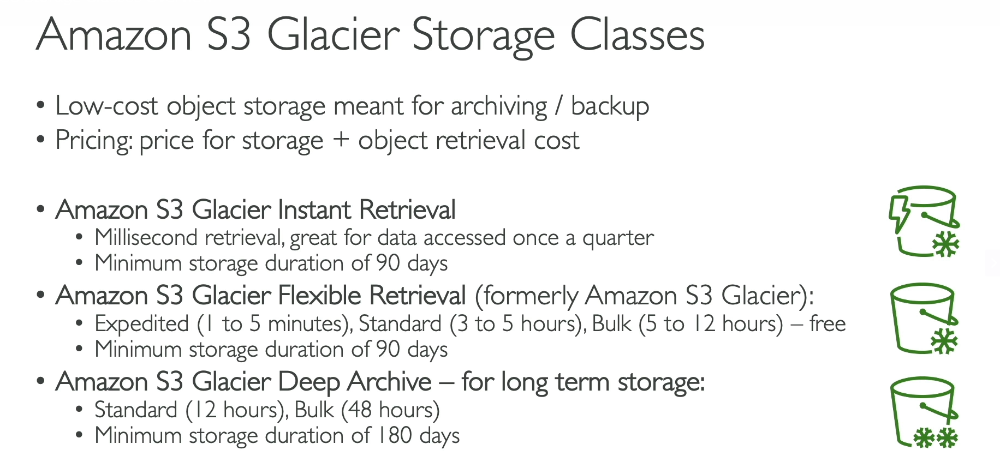 Amazon S3 Glacier Storage Classes
• Low-cost object storage meant for archiving / backup
• Pricing: price for storage + object retrieval cost
• Amazon S3 Glacier Instant Retrieval
• Millisecond retrieval, great for data accessed once a quarter
• Minimum storage duration of 90 days
• Amazon S3 Glacier Flexible Retrieval (formerly Amazon S3 Glacier):
• Expedited (1 to 5 minutes), Standard (3 to 5 hours), Bulk (5 to 12 hours) – free
• Minimum storage duration of 90 days
• Amazon S3 Glacier Deep Archive – for long term storage:
• Standard (12 hours), Bulk (48 hours)
• Minimum storage duration of 180 days